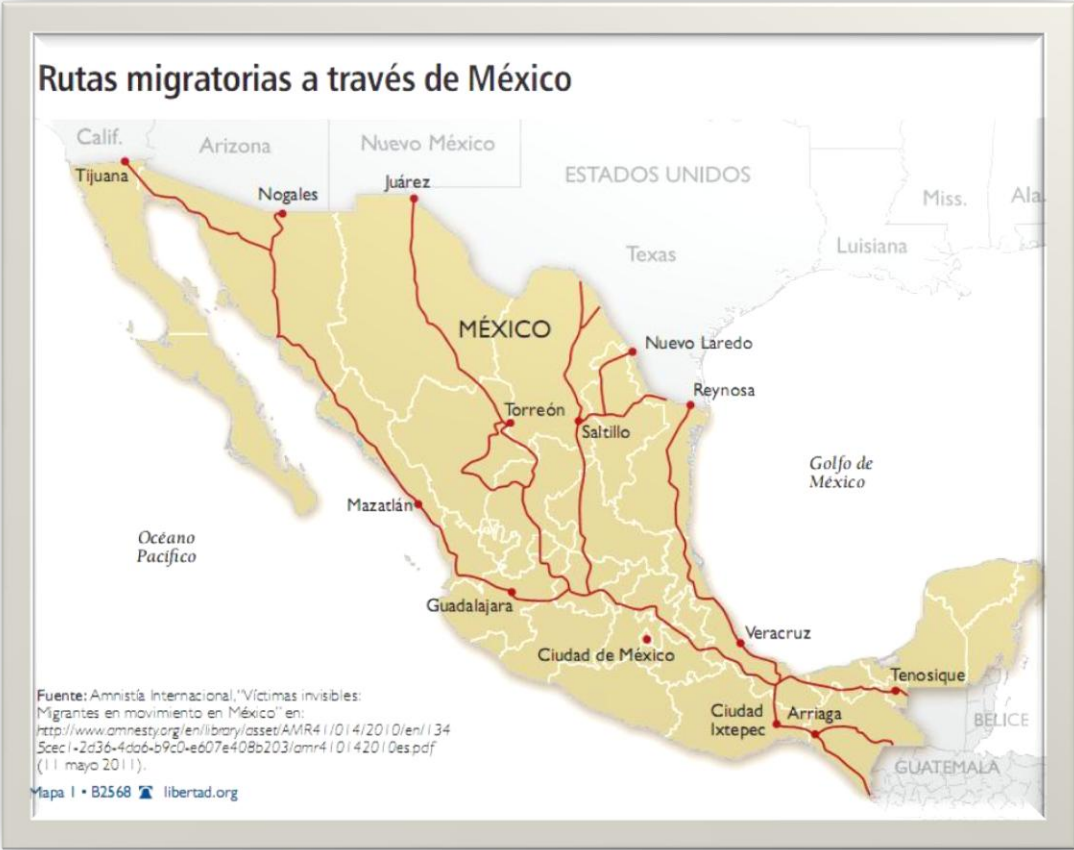 Rutas migratorias a través de México
Calif.
Arizona
Nuevo México
ESTADOS UNIDOS
Miss.
Ala.
Tijuana
Nogales
Juárez
Texas
Luisiana
MÉXICO
Nuevo Laredo
Reynosa
Torreón
Saltillo
Golfo de
México
Mazatlán
Océano
Pacífico
Guadalajara
Veracruz
Ciudad de México
Tenosique
Ciudad
Ixtepec
Arriaga
BELICE
GUATEMALA
Fuente: Amnistía Internacional, "Víctimas invisibles:
Migrantes en movimiento en México" en:
http://www.amnesty.org/en/library/asset/AMR41/014/2010/en/134
5cec1-2d36-4da6-b9c0-e607e408b203/amr410142010es.pdf
(11 mayo 2011).
Mapa 1 • B2568 libertad.org